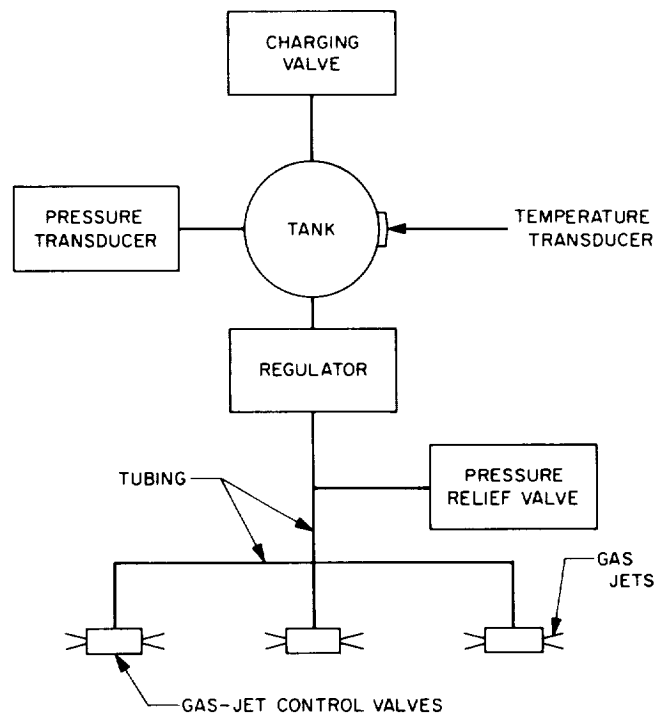 CHARGING
VALVE
PRESSURE
TRANSDUCER
TANK
TEMPERATURE
TRANSDUCER
REGULATOR
TUBING
PRESSURE
RELIEF VALVE
GAS
JETS
GAS-JET CONTROL VALVES